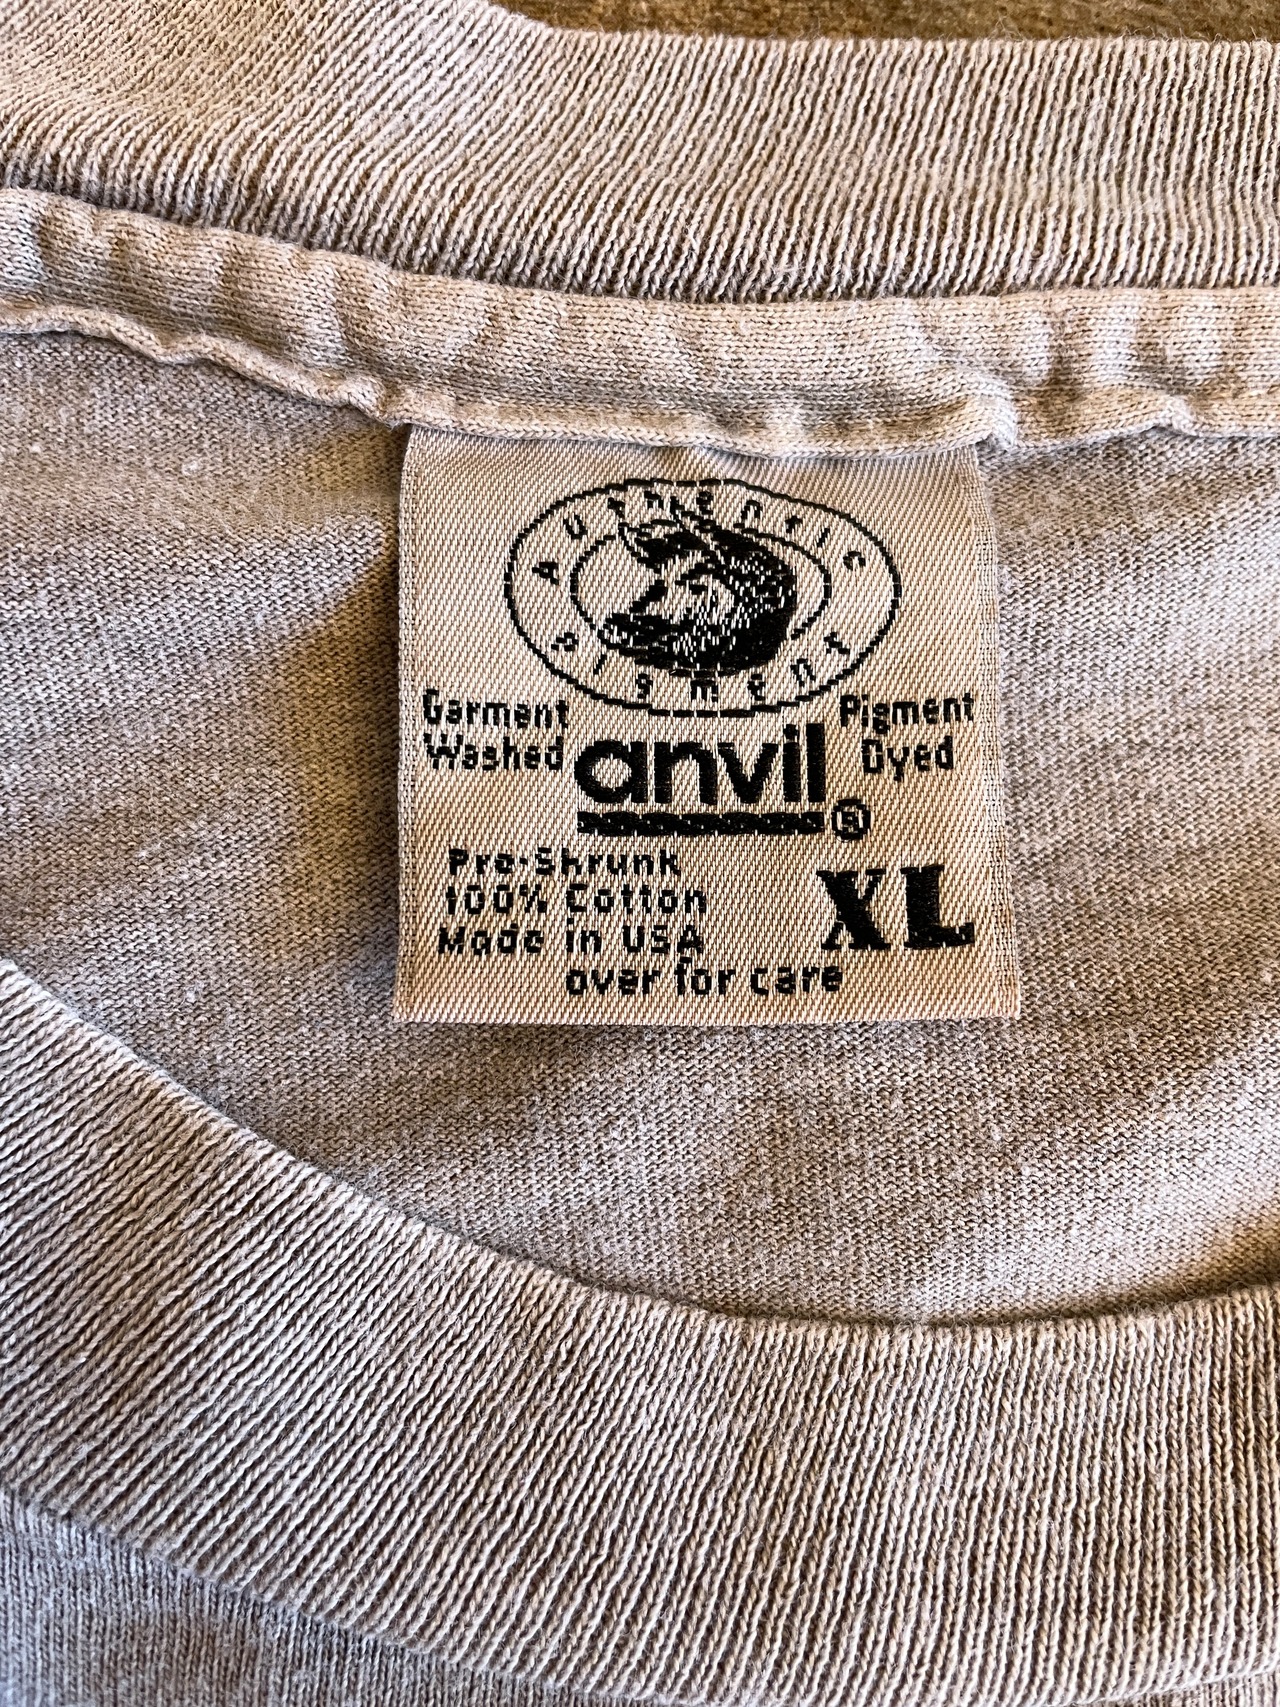 Authentic
Pigment
Garment Washed
Pigment Dyed
anvil®
Pre-Shrunk
100% Cotton
Made in USA
XL
over for care